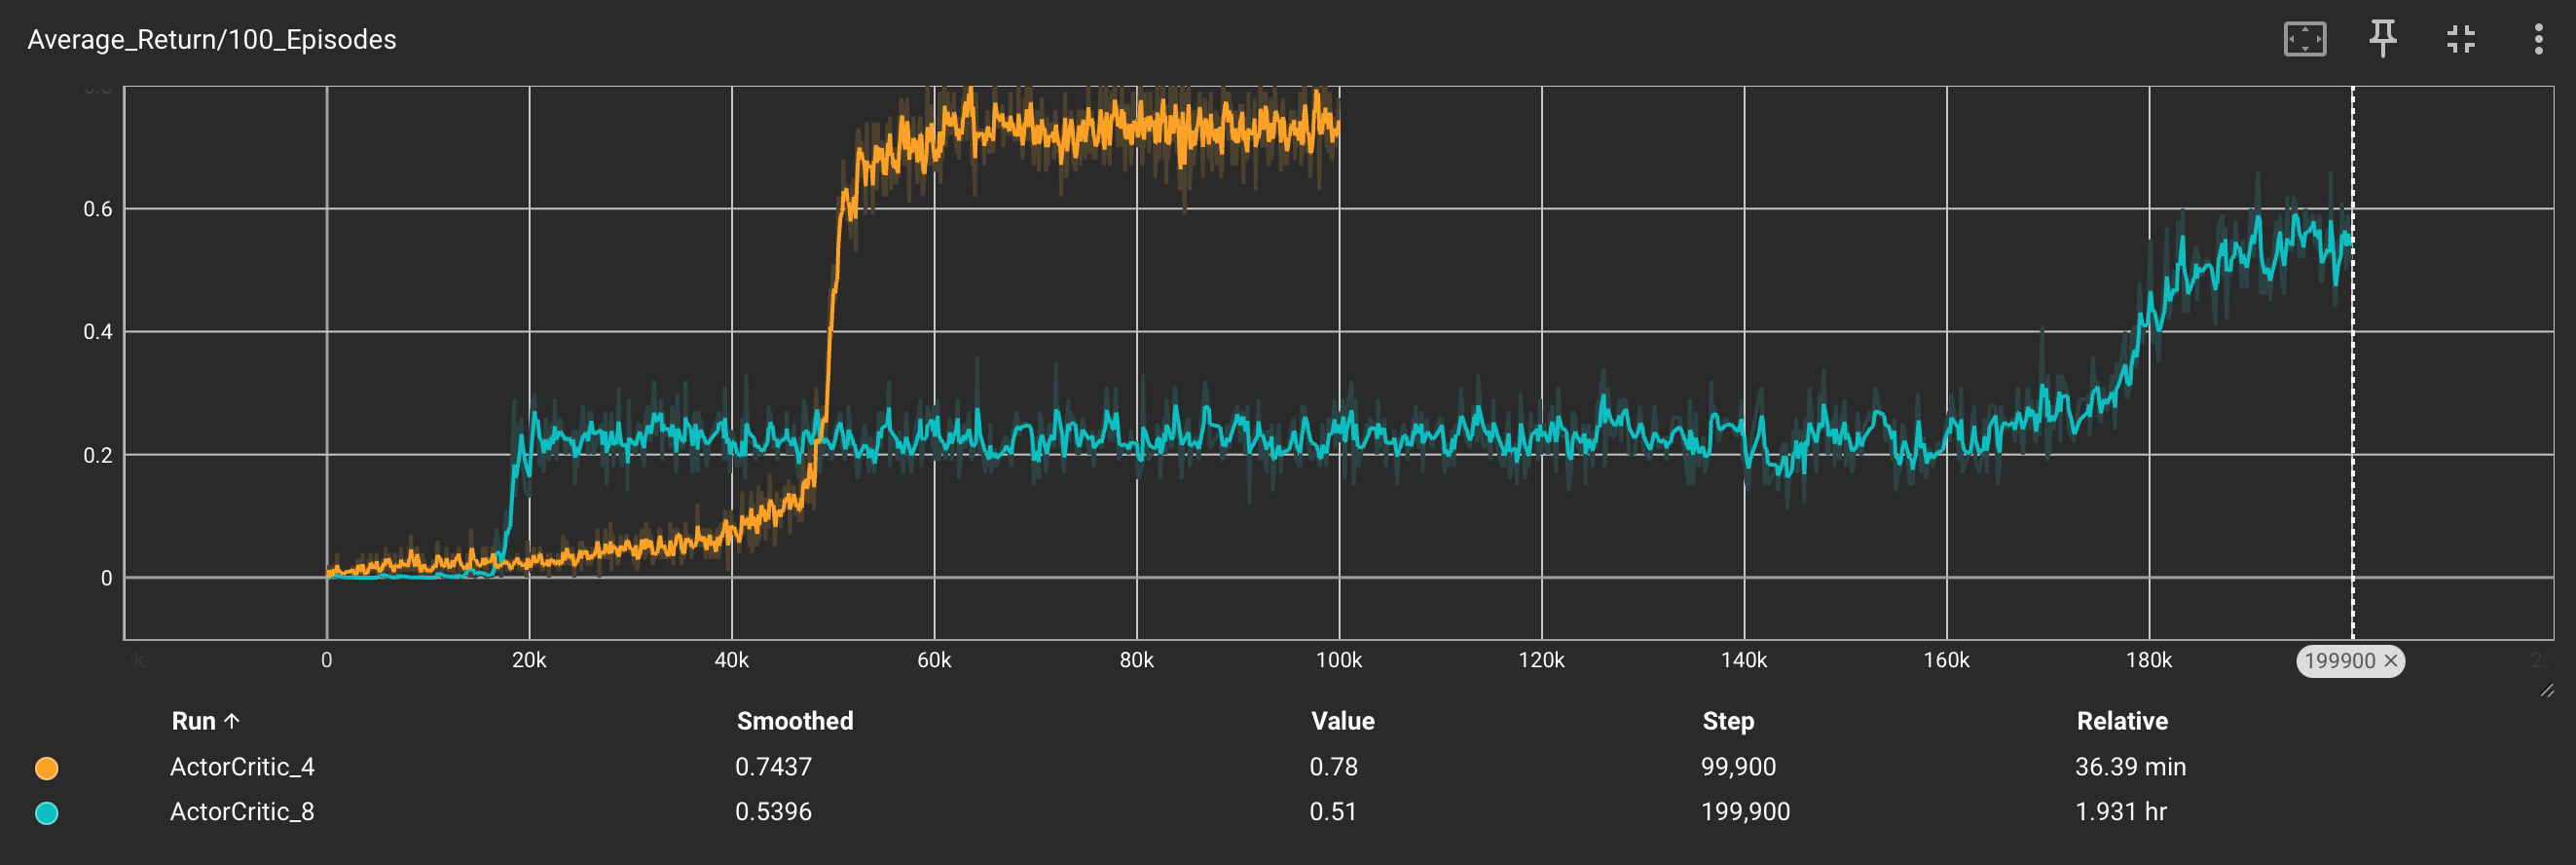 Average_Return/100_Episodes
0.6
0.4
0.2
0
0 20k 40k 60k 80k 100k 120k 140k 160k 180k 199900 ×
Run ↑ Smoothed Value Step Relative
ActorCritic_4 0.7437 0.78 99,900 36.39 min
ActorCritic_8 0.5396 0.51 199,900 1.931 hr